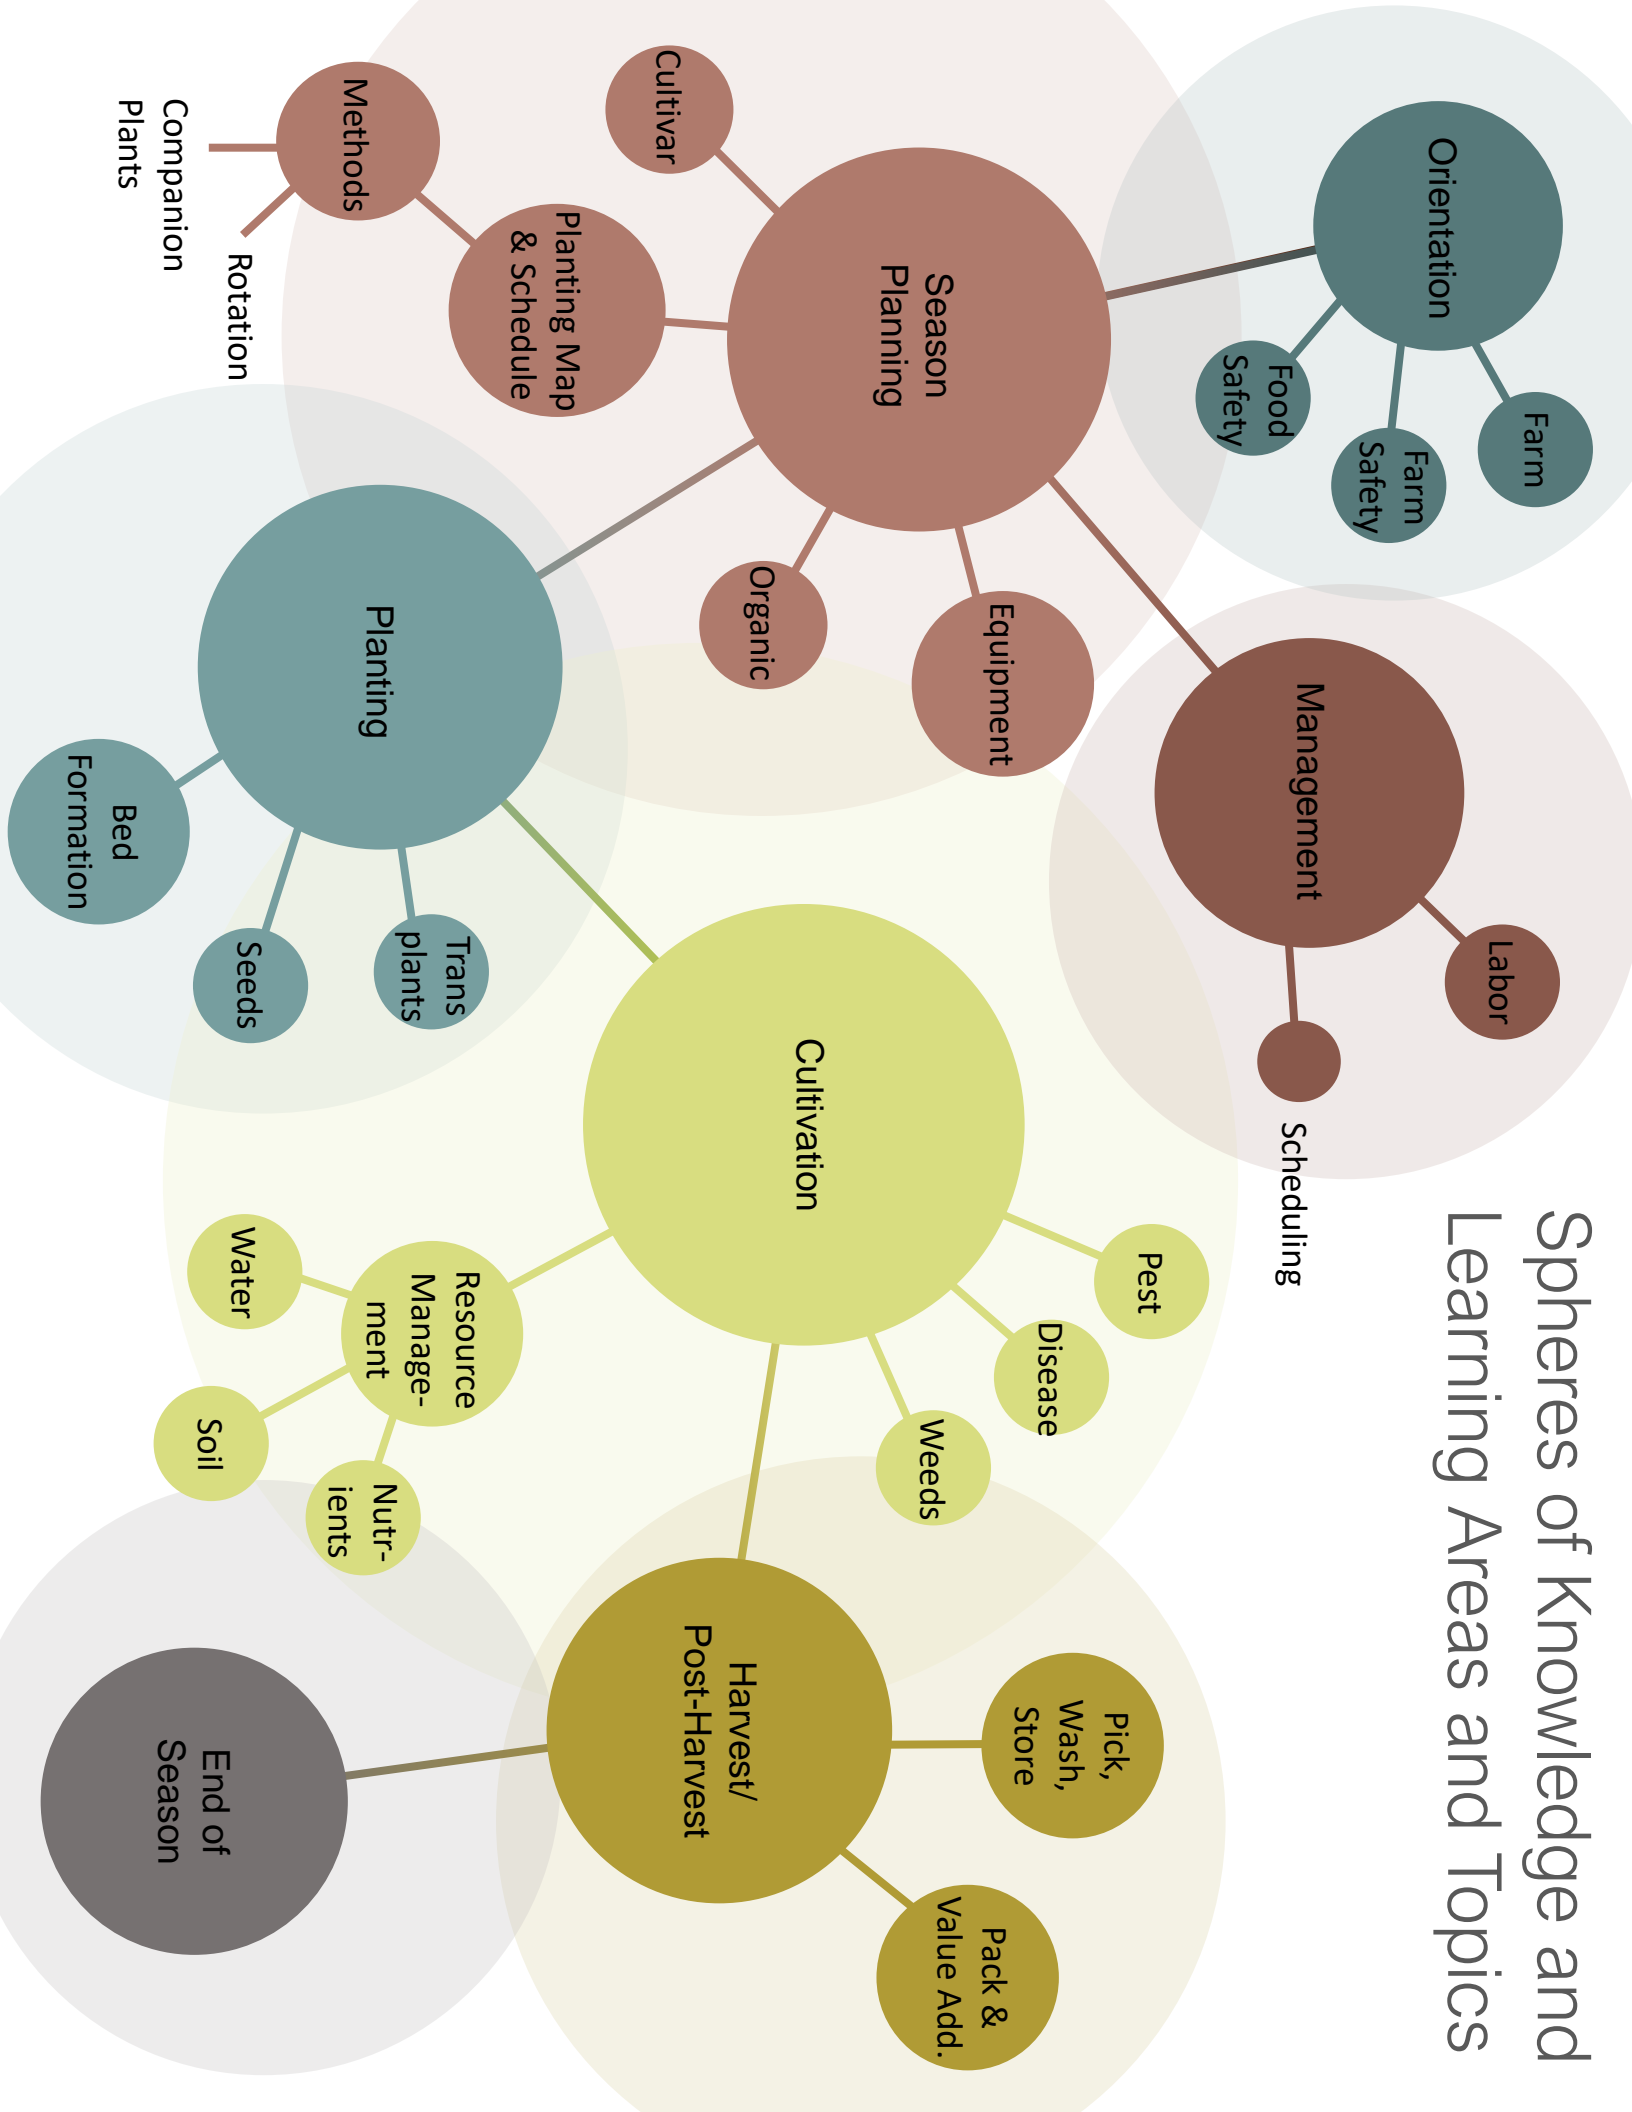 Spheres of Knowledge and
Learning Areas and Topics
Orientation
Farm
Farm
Safety
Food
Safety
Season
Planning
Cultivar
Planting Map
& Schedule
Methods
Companion
Plants
Rotation
Organic
Equipment
Management
Labor
Scheduling
Planting
Bed
Formation
Seeds
Trans
plants
Cultivation
Pest
Disease
Weeds
Resource
Manage-
ment
Water
Soil
Nutr-
ients
Harvest/
Post-Harvest
Pick,
Wash,
Store
Pack &
Value Add.
End of
Season